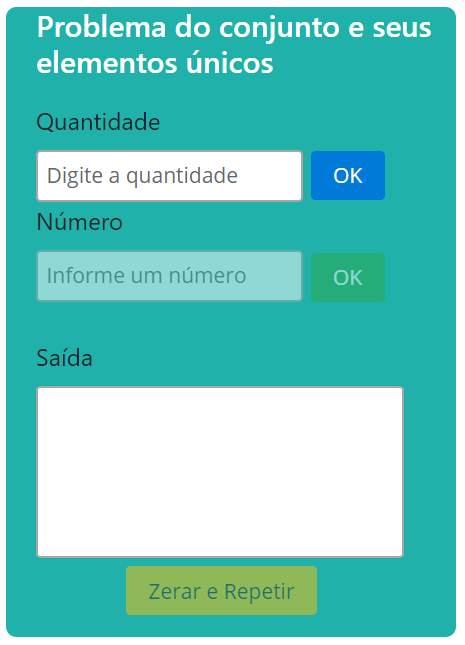 Problema do conjunto e seus
elementos únicos
Quantidade
Digite a quantidade
OK
Número
Informe um número
OK
Saída
Zerar e Repetir